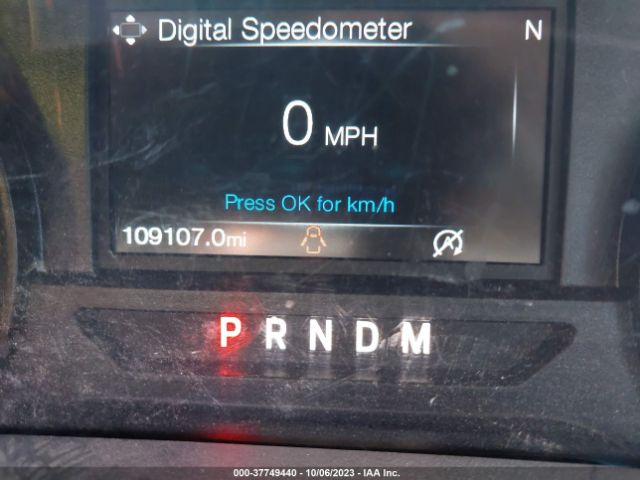 Digital Speedometer N
0 MPH
Press OK for km/h
109107.0mi
P R N D M
000-37749440 - 10/06/2023 - IAA Inc.